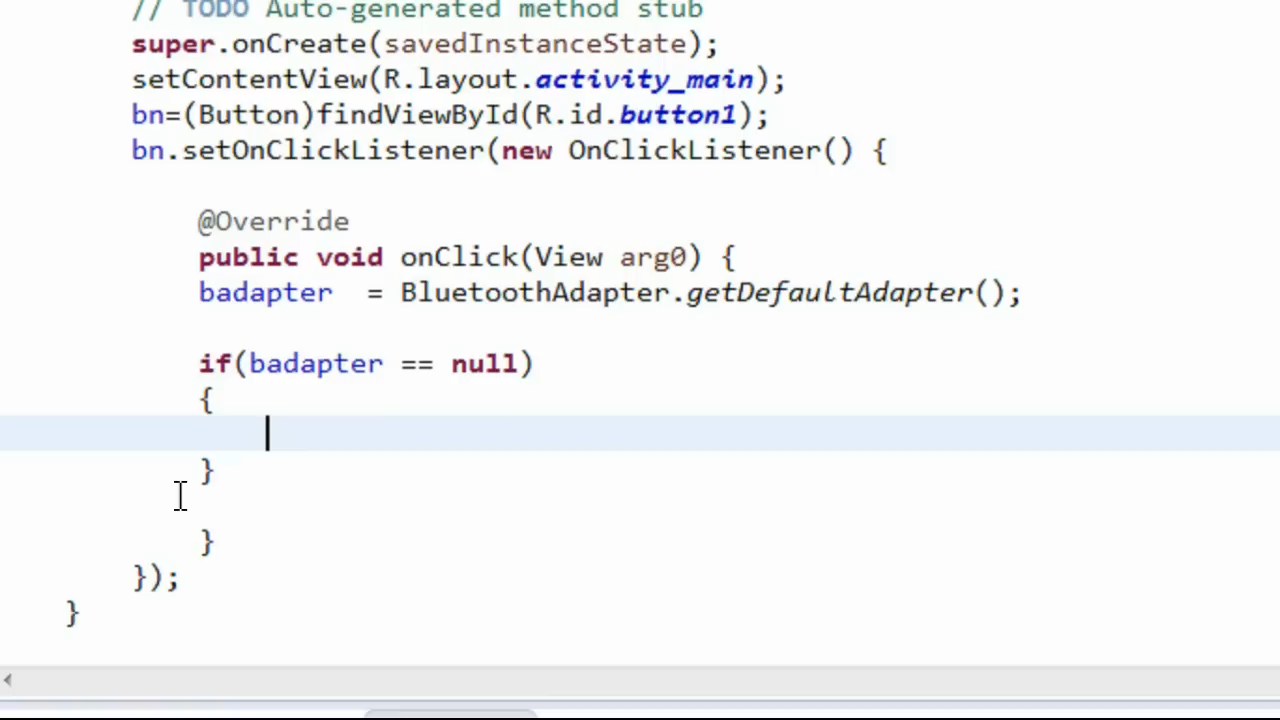 // TODO Auto-generated method stub
super.onCreate(savedInstanceState);
setContentView(R.layout.activity_main);
bn=(Button)findViewById(R.id.button1);
bn.setOnClickListener(new OnClickListener() {
@Override
public void onClick(View arg0) {
badapter  = BluetoothAdapter.getDefaultAdapter();
if(badapter == null)
{
}
}
});
}